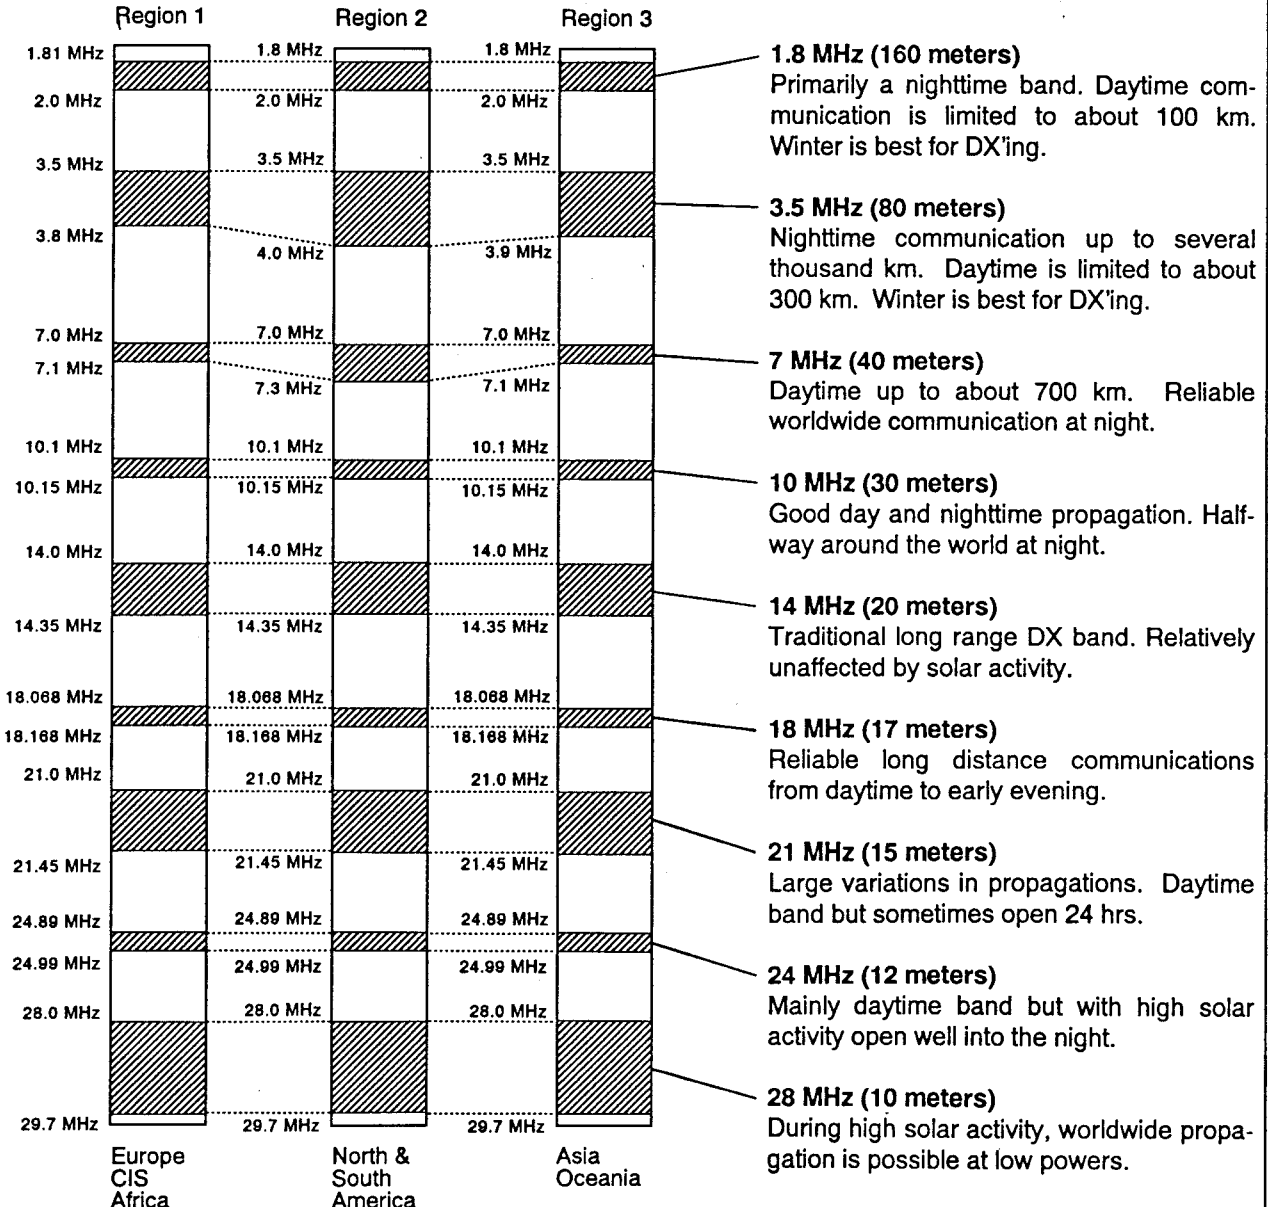 Region 1
Region 2
Region 3
1.81 MHz
1.8 MHz
1.8 MHz
2.0 MHz
2.0 MHz
2.0 MHz
3.5 MHz
3.5 MHz
3.5 MHz
3.8 MHz
4.0 MHz
3.9 MHz
7.0 MHz
7.0 MHz
7.0 MHz
7.1 MHz
7.3 MHz
7.1 MHz
10.1 MHz
10.1 MHz
10.1 MHz
10.15 MHz
10.15 MHz
10.15 MHz
14.0 MHz
14.0 MHz
14.0 MHz
14.35 MHz
14.35 MHz
14.35 MHz
18.068 MHz
18.068 MHz
18.068 MHz
18.168 MHz
18.168 MHz
18.168 MHz
21.0 MHz
21.0 MHz
21.0 MHz
21.45 MHz
21.45 MHz
21.45 MHz
24.89 MHz
24.89 MHz
24.89 MHz
24.99 MHz
24.99 MHz
24.99 MHz
28.0 MHz
28.0 MHz
28.0 MHz
29.7 MHz
29.7 MHz
29.7 MHz
Europe
CIS
Africa
North &
South
America
Asia
Oceania
1.8 MHz (160 meters)
Primarily a nighttime band. Daytime com-
munication is limited to about 100 km.
Winter is best for DX'ing.
3.5 MHz (80 meters)
Nighttime communication up to several
thousand km. Daytime is limited to about
300 km. Winter is best for DX'ing.
7 MHz (40 meters)
Daytime up to about 700 km. Reliable
worldwide communication at night.
10 MHz (30 meters)
Good day and nighttime propagation. Half-
way around the world at night.
14 MHz (20 meters)
Traditional long range DX band. Relatively
unaffected by solar activity.
18 MHz (17 meters)
Reliable long distance communications
from daytime to early evening.
21 MHz (15 meters)
Large variations in propagations. Daytime
band but sometimes open 24 hrs.
24 MHz (12 meters)
Mainly daytime band but with high solar
activity open well into the night.
28 MHz (10 meters)
During high solar activity, worldwide propa-
gation is possible at low powers.